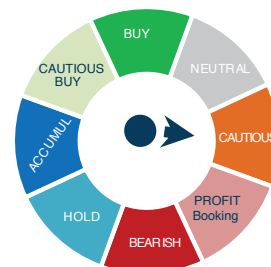 BUY
NEUTRAL
CAUTIOUS
PROFIT
Booking
BEARISH
HOLD
ACCUMUL
CAUTIOUS
BUY